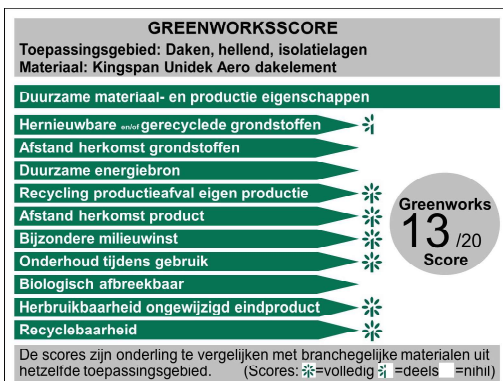 GREENWORKSSCORE
Toepassingsgebied: Daken, hellend, isolatielagen
Materiaal: Kingspan Unidek Aero dakelement
Duurzame materiaal- en productie eigenschappen
Hernieuwbare en/of gerecyclede grondstoffen
Afstand herkomst grondstoffen
Duurzame energiebron
Recycling productieafval eigen productie
Afstand herkomst product
Bijzondere milieuwinst
Onderhoud tijdens gebruik
Biologisch afbreekbaar
Herbruikbaarheid ongewijzigd eindproduct
Recyclebaarheid
Greenworks
13 /20
Score
De scores zijn onderling te vergelijken met branchegelijke materialen uit
hetzelfde toepassingsgebied. (Scores: =volledig =deels =nihil)